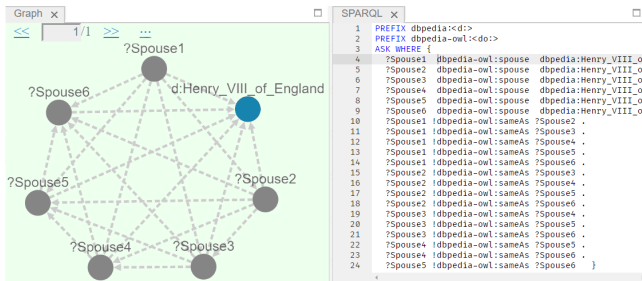 Graph ×
<< 1/1 >> ...
?Spouse1
?Spouse6
d:Henry_VIII_of_England
?Spouse5
?Spouse2
?Spouse4
?Spouse3
SPARQL ×
1 PREFIX dbpedia:<d:>
2 PREFIX dbpedia-owl:<do:>
3 ASK WHERE {
4 ?Spouse1 dbpedia-owl:spouse dbpedia:Henry_VIII_o
5 ?Spouse2 dbpedia-owl:spouse dbpedia:Henry_VIII_o
6 ?Spouse3 dbpedia-owl:spouse dbpedia:Henry_VIII_o
7 ?Spouse4 dbpedia-owl:spouse dbpedia:Henry_VIII_o
8 ?Spouse5 dbpedia-owl:spouse dbpedia:Henry_VIII_o
9 ?Spouse6 dbpedia-owl:spouse dbpedia:Henry_VIII_o
10 ?Spouse1 !dbpedia-owl:sameAs ?Spouse2 .
11 ?Spouse1 !dbpedia-owl:sameAs ?Spouse3 .
12 ?Spouse1 !dbpedia-owl:sameAs ?Spouse4 .
13 ?Spouse1 !dbpedia-owl:sameAs ?Spouse5 .
14 ?Spouse1 !dbpedia-owl:sameAs ?Spouse6 .
15 ?Spouse2 !dbpedia-owl:sameAs ?Spouse3 .
16 ?Spouse2 !dbpedia-owl:sameAs ?Spouse4 .
17 ?Spouse2 !dbpedia-owl:sameAs ?Spouse5 .
18 ?Spouse2 !dbpedia-owl:sameAs ?Spouse6 .
19 ?Spouse3 !dbpedia-owl:sameAs ?Spouse4 .
20 ?Spouse3 !dbpedia-owl:sameAs ?Spouse5 .
21 ?Spouse3 !dbpedia-owl:sameAs ?Spouse6 .
22 ?Spouse4 !dbpedia-owl:sameAs ?Spouse5 .
23 ?Spouse4 !dbpedia-owl:sameAs ?Spouse6 .
24 ?Spouse5 !dbpedia-owl:sameAs ?Spouse6 }